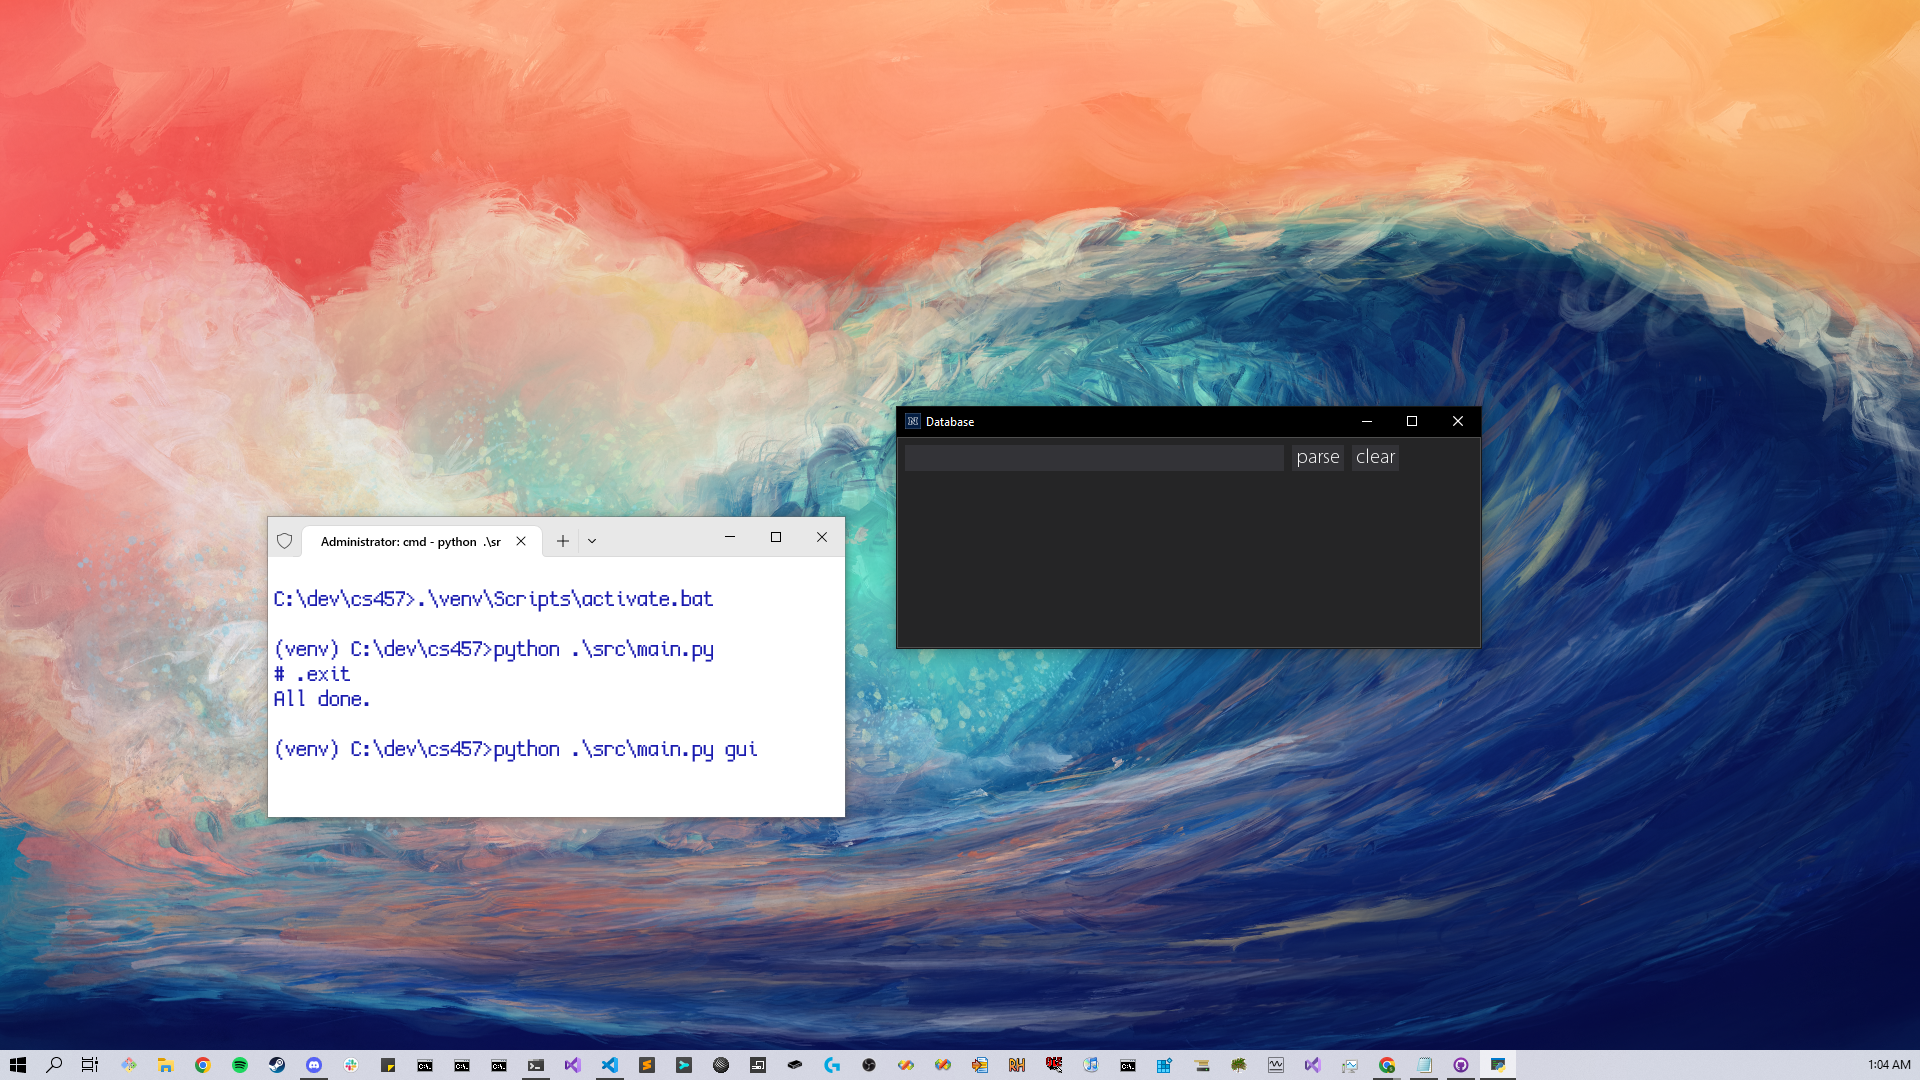 Database
parse clear
Administrator: cmd - python .\sr
C:\dev\cs457>.\venv\Scripts\activate.bat
(venv) C:\dev\cs457>python .\src\main.py
# .exit
All done.
(venv) C:\dev\cs457>python .\src\main.py gui
RH
1:04 AM